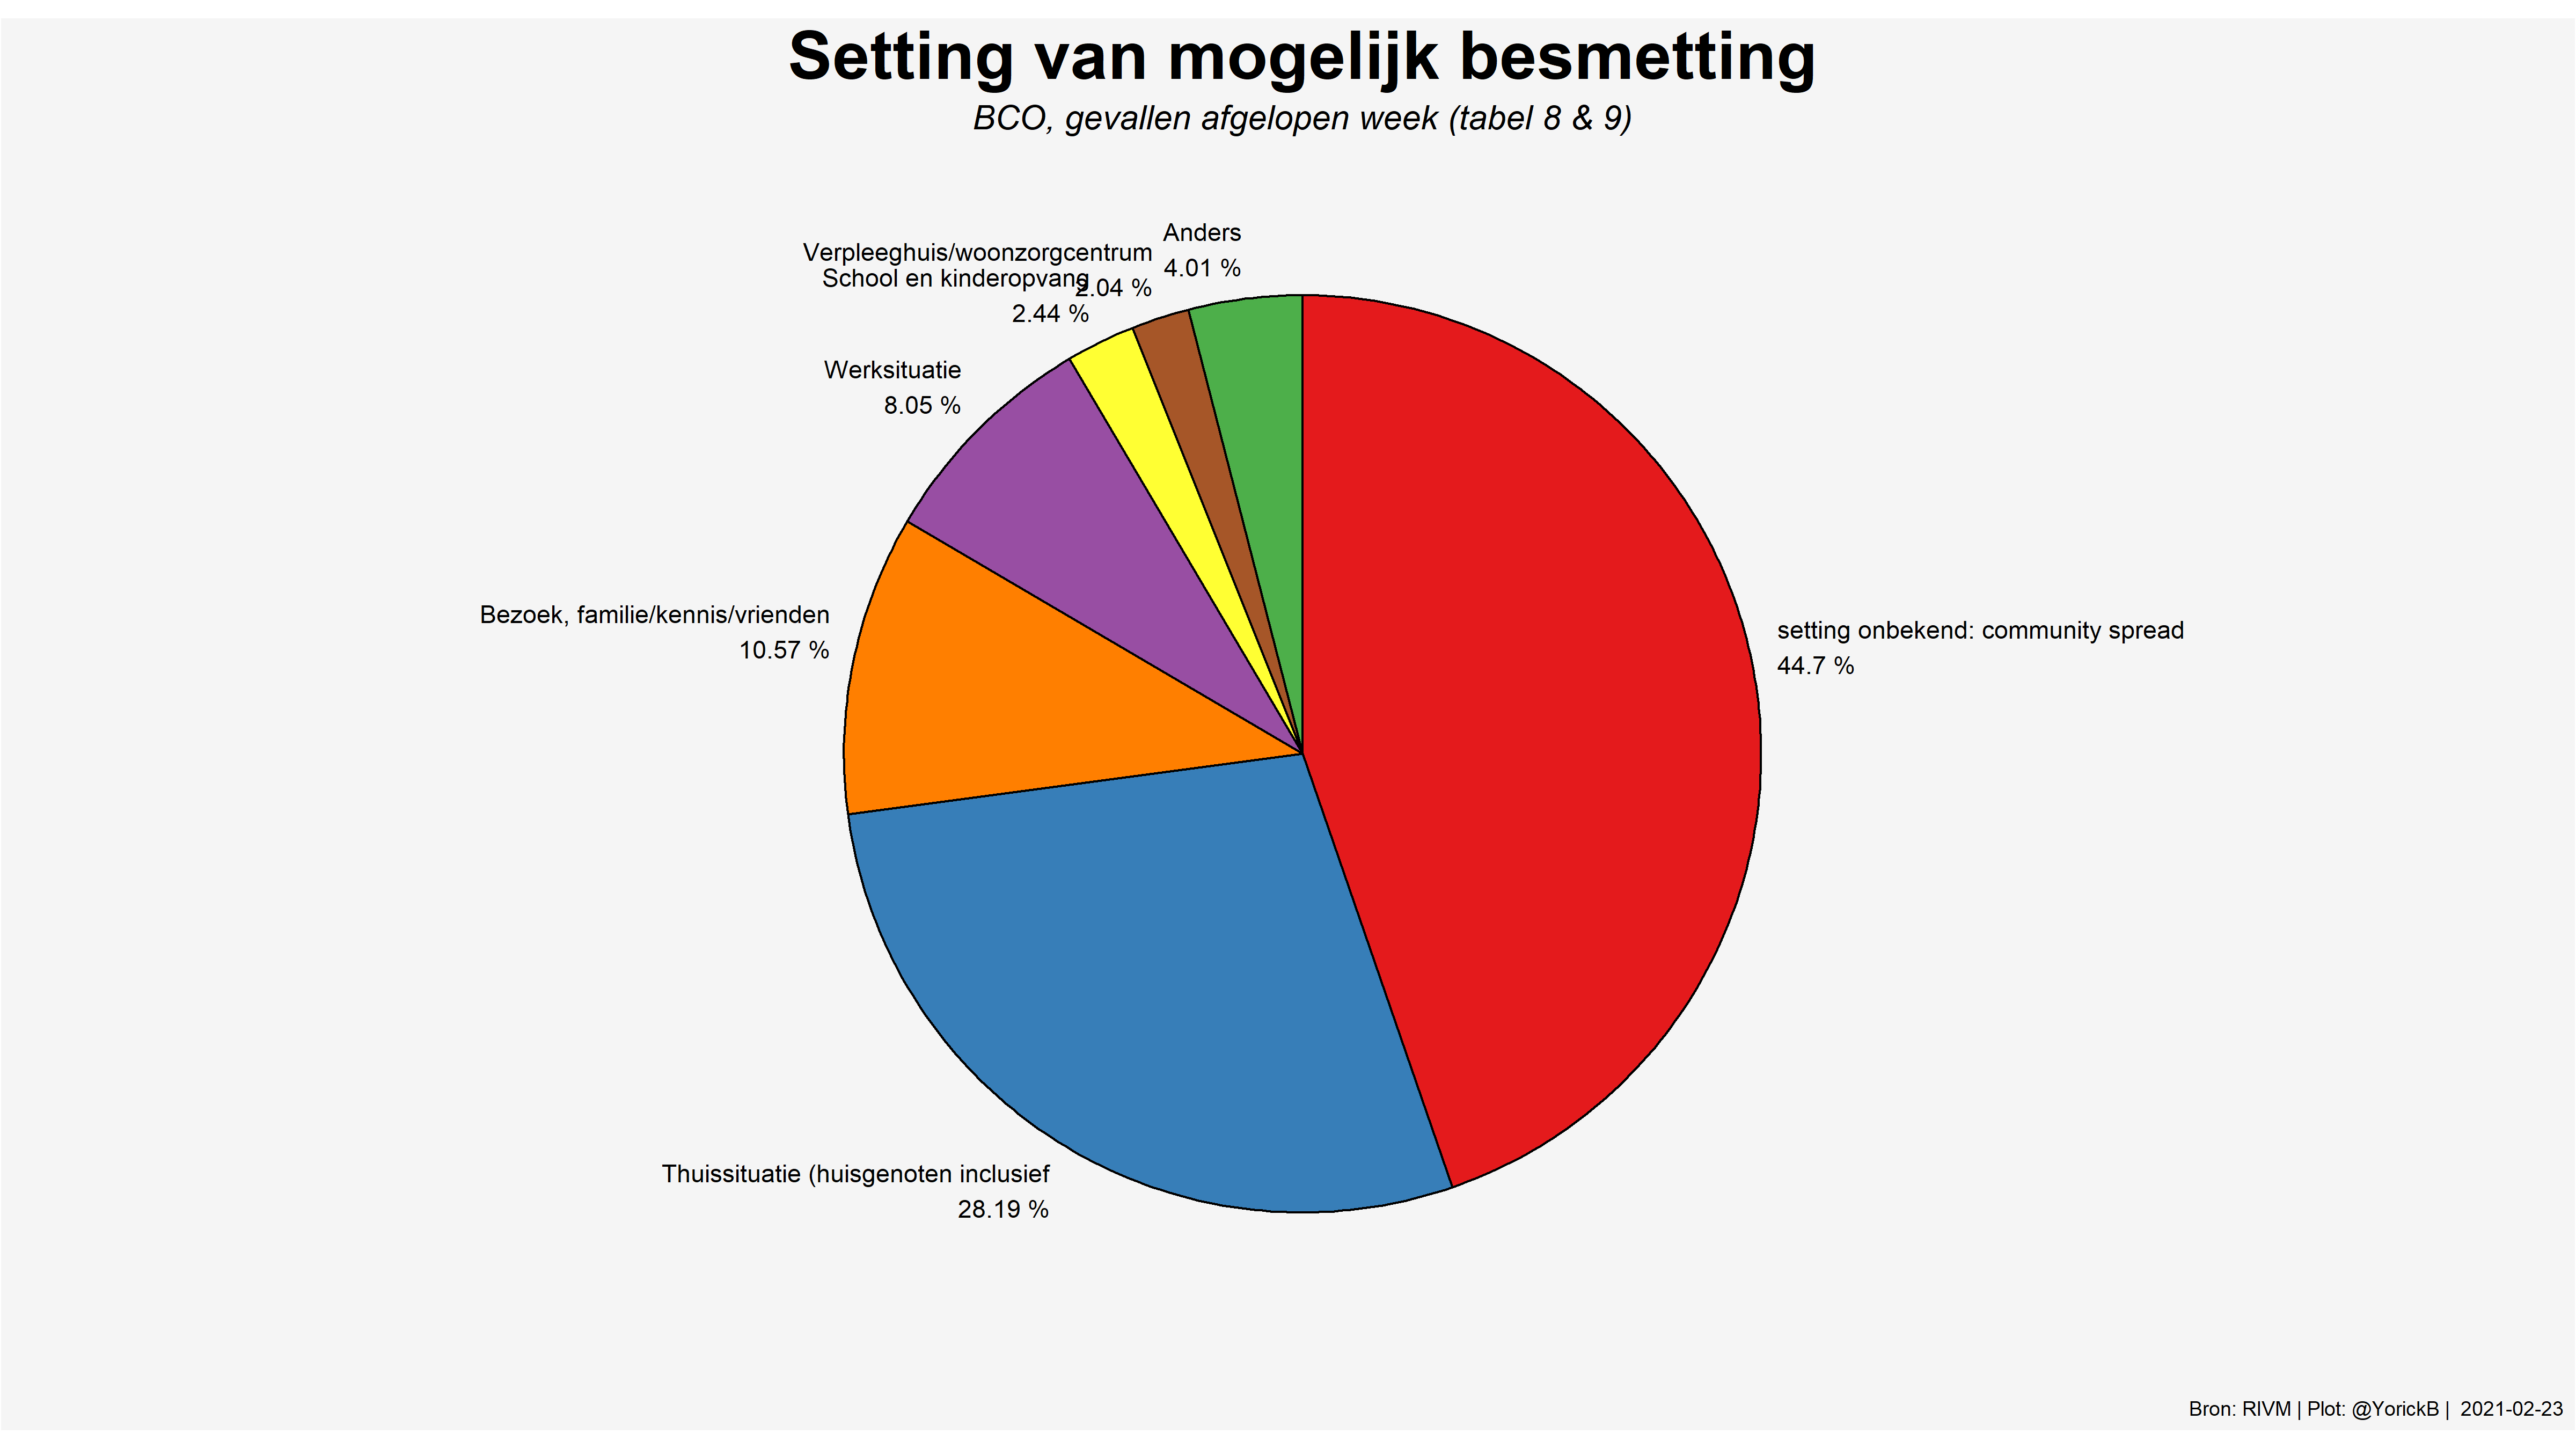 Setting van mogelijk besmetting
BCO, gevallen afgelopen week (tabel 8 & 9)
Anders
4.01 %
Verpleeghuis/woonzorgcentrum
2.04 %
School en kinderopvang
2.44 %
Werksituatie
8.05 %
Bezoek, familie/kennis/vrienden
10.57 %
setting onbekend: community spread
44.7 %
Thuissituatie (huisgenoten inclusief
28.19 %
Bron: RIVM | Plot: @YorickB | 2021-02-23